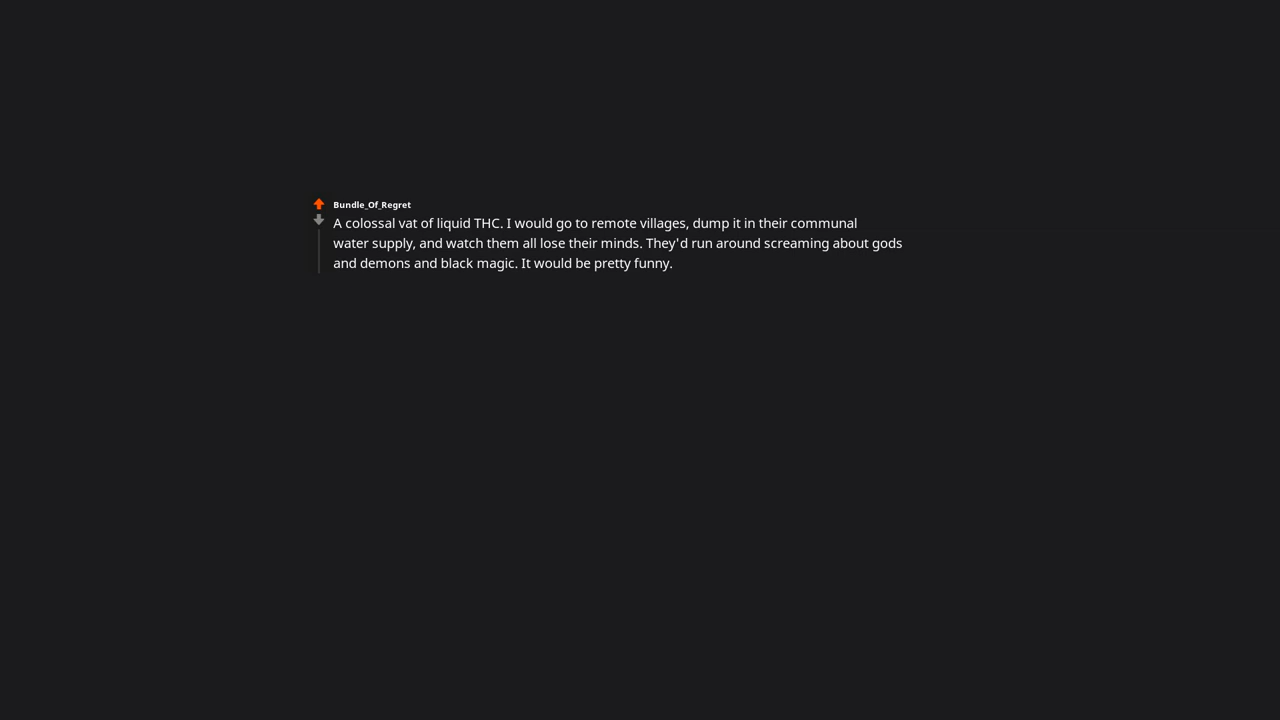 Bundle_Of_Regret
A colossal vat of liquid THC. I would go to remote villages, dump it in their communal
water supply, and watch them all lose their minds. They'd run around screaming about gods
and demons and black magic. It would be pretty funny.